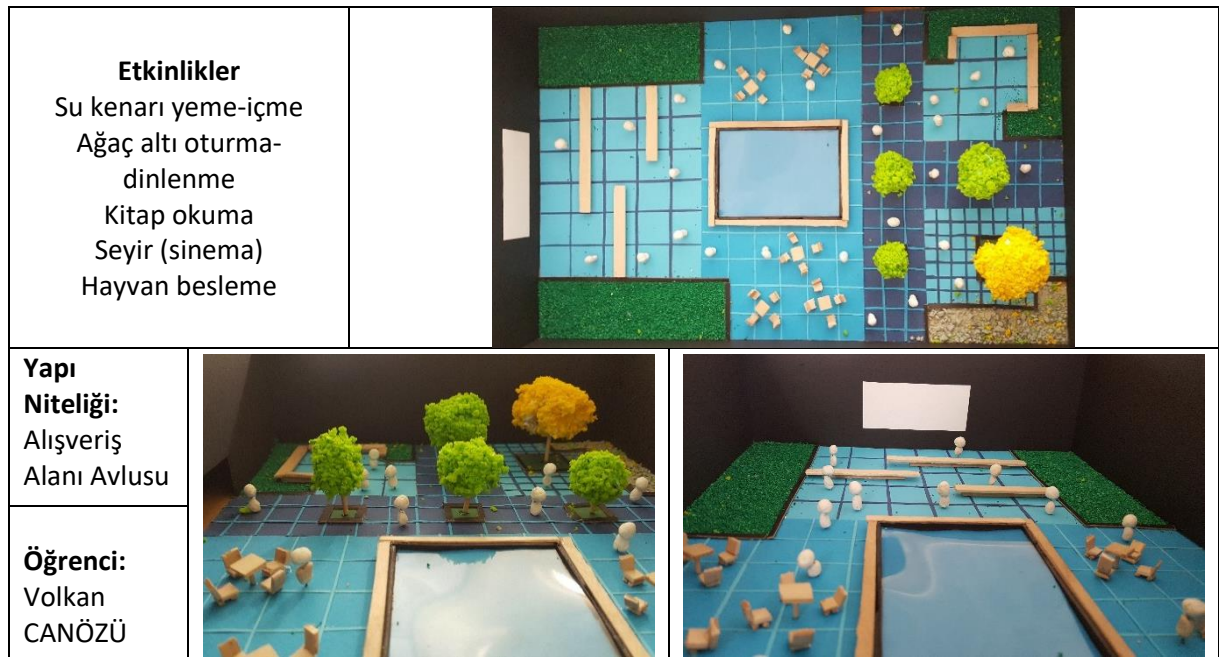 Etkinlikler
Su kenarı yeme-içme
Ağaç altı oturma-
dinlenme
Kitap okuma
Seyir (sinema)
Hayvan besleme
Yapı
Niteliği:
Alışveriş
Alanı Avlusu
Öğrenci:
Volkan
CANÖZÜ